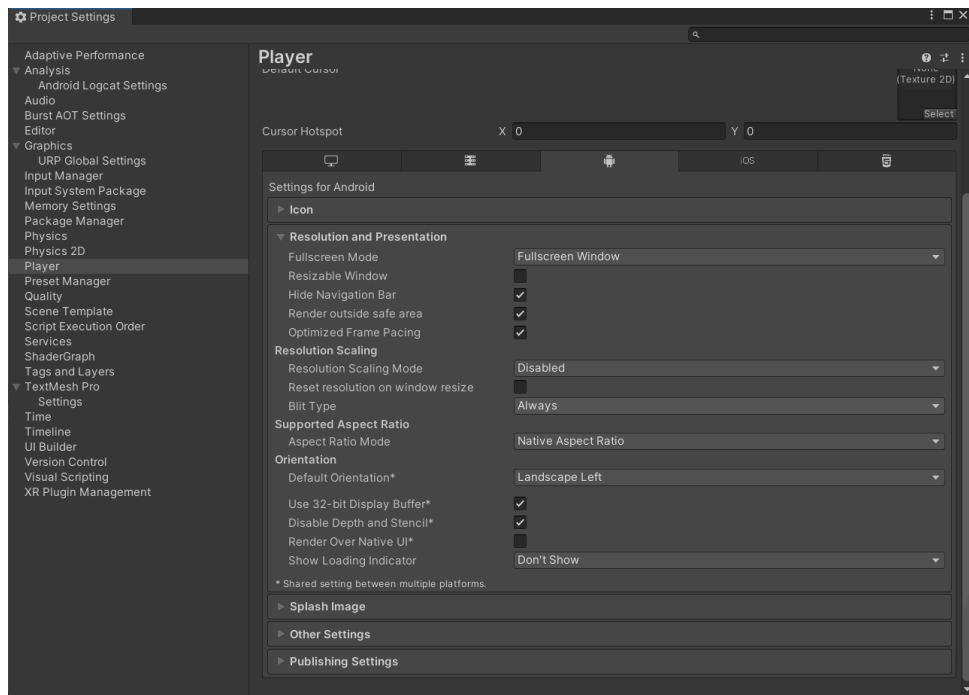 Project Settings
Adaptive Performance
Analysis
Android Logcat Settings
Audio
Burst AOT Settings
Editor
Graphics
URP Global Settings
Input Manager
Input System Package
Memory Settings
Package Manager
Physics
Physics 2D
Player
Preset Manager
Quality
Scene Template
Script Execution Order
Services
ShaderGraph
Tags and Layers
TextMesh Pro
Settings
Time
Timeline
UI Builder
Version Control
Visual Scripting
XR Plugin Management
Player
Default Cursor
None
(Texture 2D)
Select
Cursor Hotspot X 0 Y 0
iOS
Settings for Android
Icon
Resolution and Presentation
Fullscreen Mode Fullscreen Window
Resizable Window
Hide Navigation Bar
Render outside safe area
Optimized Frame Pacing
Resolution Scaling
Resolution Scaling Mode Disabled
Reset resolution on window resize
Blit Type Always
Supported Aspect Ratio
Aspect Ratio Mode Native Aspect Ratio
Orientation
Default Orientation* Landscape Left
Use 32-bit Display Buffer*
Disable Depth and Stencil*
Render Over Native UI*
Show Loading Indicator Don't Show
* Shared setting between multiple platforms.
Splash Image
Other Settings
Publishing Settings